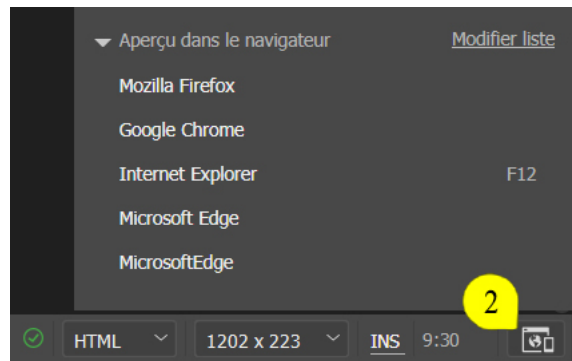 Aperçu dans le navigateur Modifier liste
Mozilla Firefox
Google Chrome
Internet Explorer F12
Microsoft Edge
MicrosoftEdge
2
HTML 1202 x 223 INS 9:30